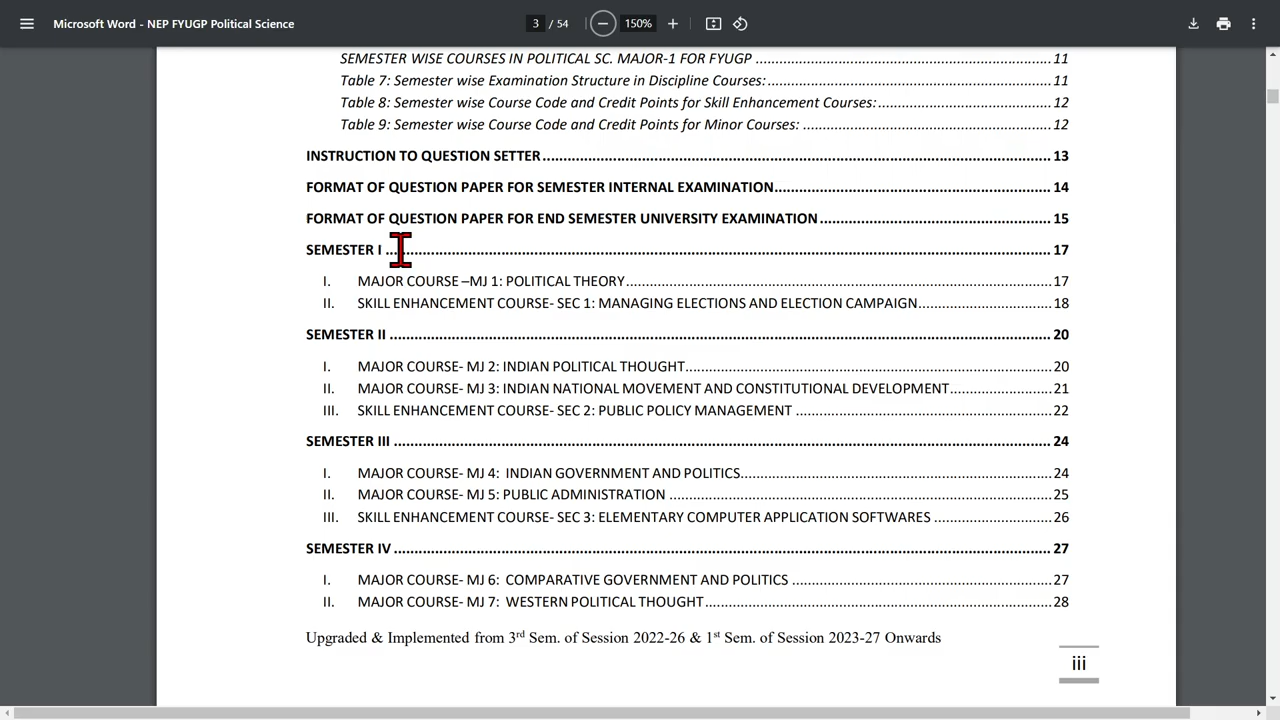 Microsoft Word - NEP FYUGP Political Science 3 / 54 150%
SEMESTER WISE COURSES IN POLITICAL SC. MAJOR-1 FOR FYUGP ........ 11
Table 7: Semester wise Examination Structure in Discipline Courses: ........ 11
Table 8: Semester wise Course Code and Credit Points for Skill Enhancement Courses: ........ 12
Table 9: Semester wise Course Code and Credit Points for Minor Courses: ........ 12
INSTRUCTION TO QUESTION SETTER ........ 13
FORMAT OF QUESTION PAPER FOR SEMESTER INTERNAL EXAMINATION ........ 14
FORMAT OF QUESTION PAPER FOR END SEMESTER UNIVERSITY EXAMINATION ........ 15
SEMESTER I ........ 17
I. MAJOR COURSE –MJ 1: POLITICAL THEORY ........ 17
II. SKILL ENHANCEMENT COURSE- SEC 1: MANAGING ELECTIONS AND ELECTION CAMPAIGN ........ 18
SEMESTER II ........ 20
I. MAJOR COURSE- MJ 2: INDIAN POLITICAL THOUGHT ........ 20
II. MAJOR COURSE- MJ 3: INDIAN NATIONAL MOVEMENT AND CONSTITUTIONAL DEVELOPMENT ........ 21
III. SKILL ENHANCEMENT COURSE- SEC 2: PUBLIC POLICY MANAGEMENT ........ 22
SEMESTER III ........ 24
I. MAJOR COURSE- MJ 4: INDIAN GOVERNMENT AND POLITICS ........ 24
II. MAJOR COURSE- MJ 5: PUBLIC ADMINISTRATION ........ 25
III. SKILL ENHANCEMENT COURSE- SEC 3: ELEMENTARY COMPUTER APPLICATION SOFTWARES ........ 26
SEMESTER IV ........ 27
I. MAJOR COURSE- MJ 6: COMPARATIVE GOVERNMENT AND POLITICS ........ 27
II. MAJOR COURSE- MJ 7: WESTERN POLITICAL THOUGHT ........ 28
Upgraded & Implemented from 3rd Sem. of Session 2022-26 & 1st Sem. of Session 2023-27 Onwards
iii